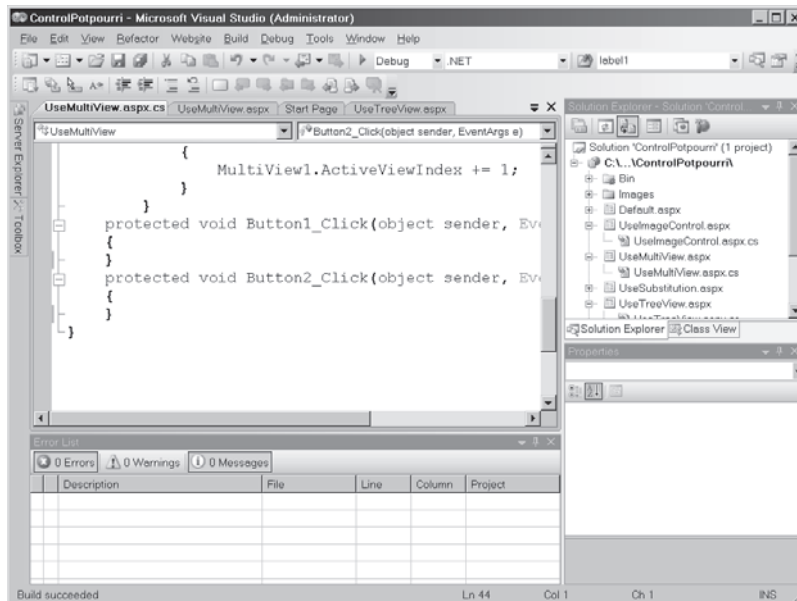 ControlPotpourri - Microsoft Visual Studio (Administrator)
File Edit View Refactor Website Build Debug Tools Window Help
Debug .NET label1
UseMultiView.aspx.cs UseMultiView.aspx Start Page UseTreeView.aspx
UseMultiView Button2_Click(object sender, EventArgs e)
{
MultiView1.ActiveViewIndex += 1;
}
}
protected void Button1_Click(object sender, Eve
{
}
protected void Button2_Click(object sender, Eve
{
}
}
Server Explorer
Toolbox
Solution Explorer - Solution 'Control...
Solution 'ControlPotpourri' (1 project)
C:\...\ControlPotpourri\
Bin
Images
Default.aspx
UseImageControl.aspx
UseImageControl.aspx.cs
UseMultiView.aspx
UseMultiView.aspx.cs
UseSubstitution.aspx
UseTreeView.aspx
UseTreeView.aspx.cs
Solution Explorer Class View
Properties
Error List
0 Errors 0 Warnings 0 Messages
Description File Line Column Project
Build succeeded Ln 44 Col 1 Ch 1 INS